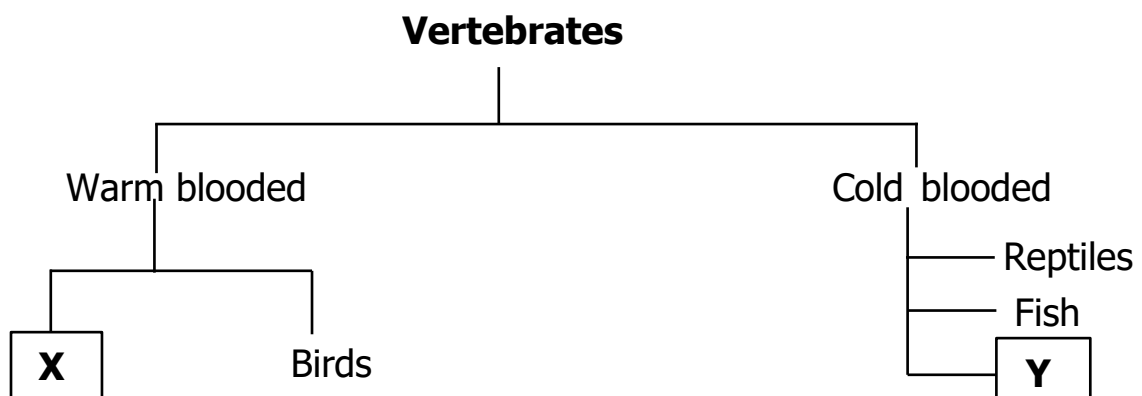 Vertebrates
Warm blooded
Cold blooded
Reptiles
Fish
X
Birds
Y